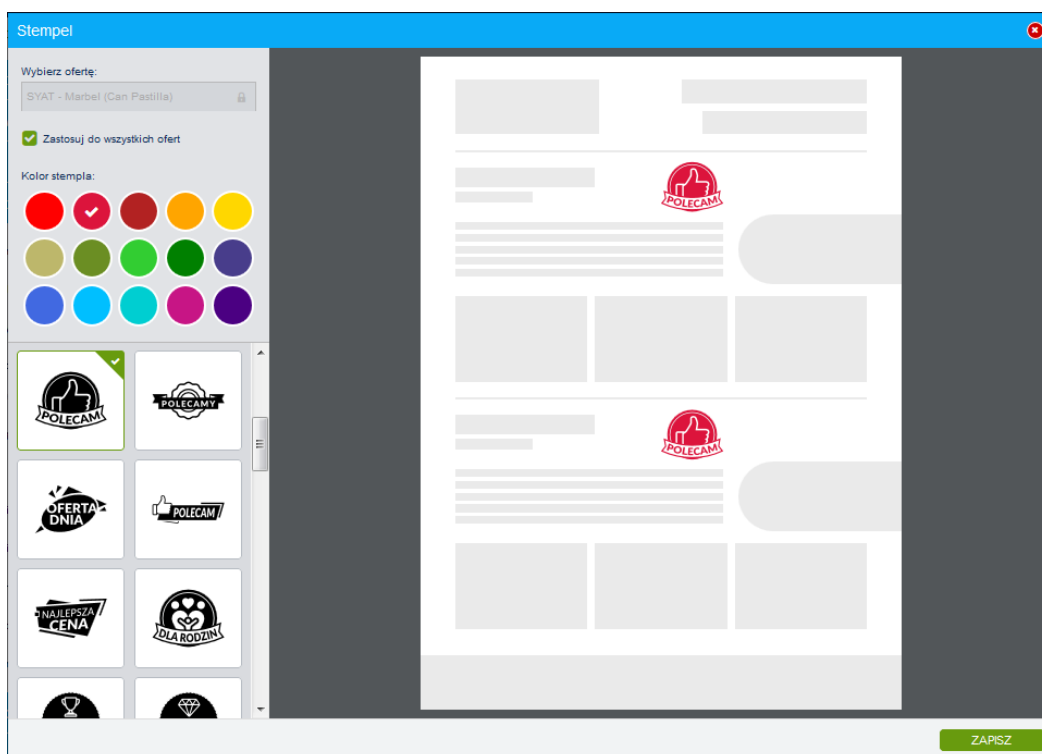 Stempel
Wybierz ofertę:
SYAT - Marbel (Can Pastilla)
Zastosuj do wszystkich ofert
Kolor stempla:
POLECAM
POLECAMY
OFERTA
DNIA
POLECAM
NAJLEPSZA
CENA
DLA RODZIN
POLECAM
POLECAM
ZAPISZ